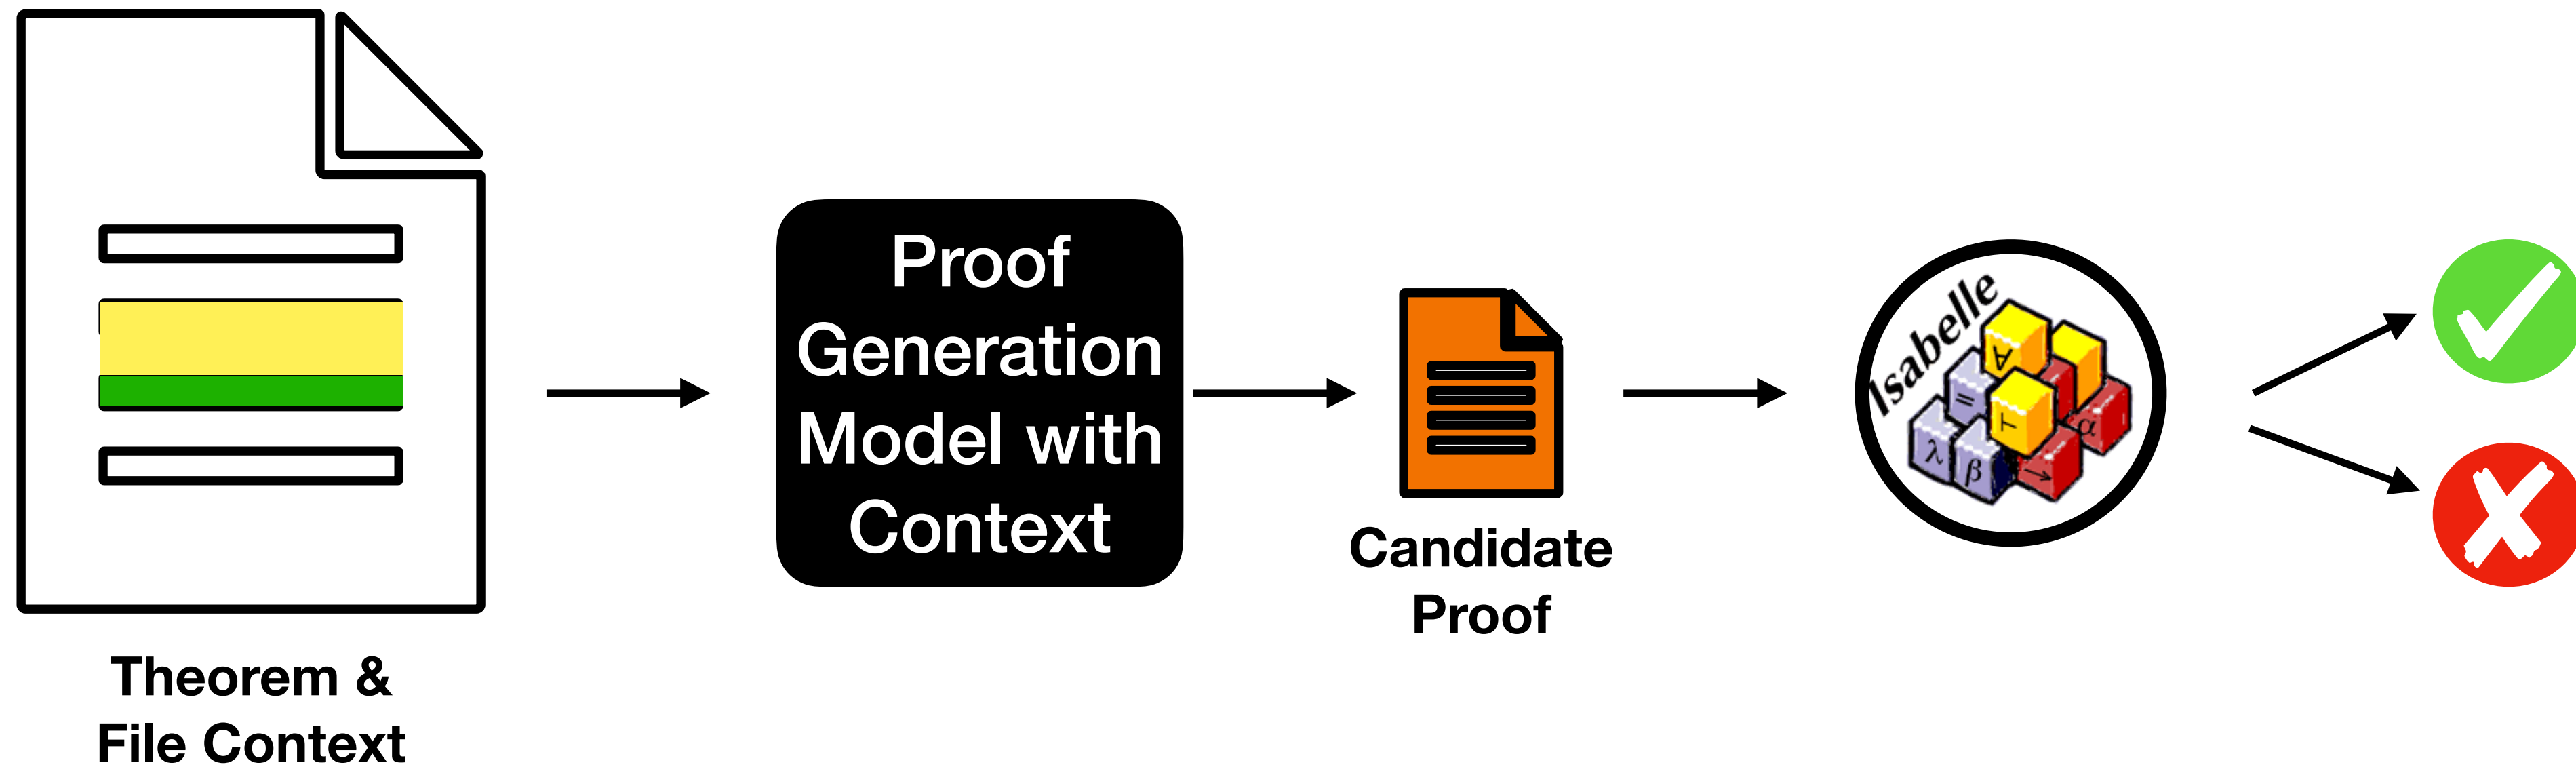 Theorem &
File Context
Proof
Generation
Model with
Context
Candidate
Proof
Isabelle
∀
=
⊢
α
λ
β
→